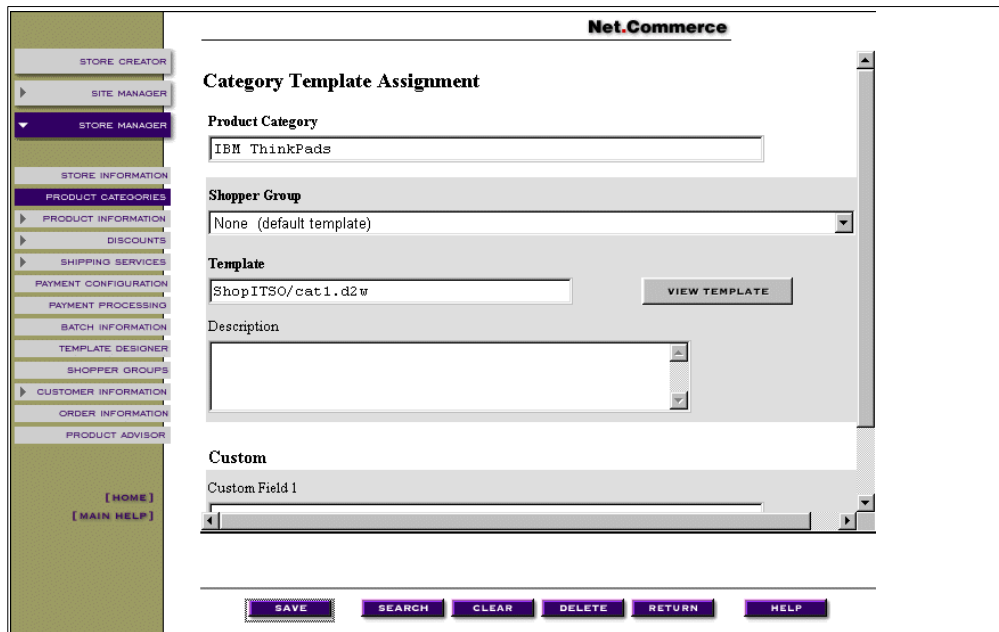 Net.Commerce
STORE CREATOR
SITE MANAGER
STORE MANAGER
STORE INFORMATION
PRODUCT CATEGORIES
PRODUCT INFORMATION
DISCOUNTS
SHIPPING SERVICES
PAYMENT CONFIGURATION
PAYMENT PROCESSING
BATCH INFORMATION
TEMPLATE DESIGNER
SHOPPER GROUPS
CUSTOMER INFORMATION
ORDER INFORMATION
PRODUCT ADVISOR
[HOME]
[MAIN HELP]
Category Template Assignment
Product Category
IBM ThinkPads
Shopper Group
None (default template)
Template
ShopITSO/cat1.d2w
VIEW TEMPLATE
Description
Custom
Custom Field 1
SAVE SEARCH CLEAR DELETE RETURN HELP